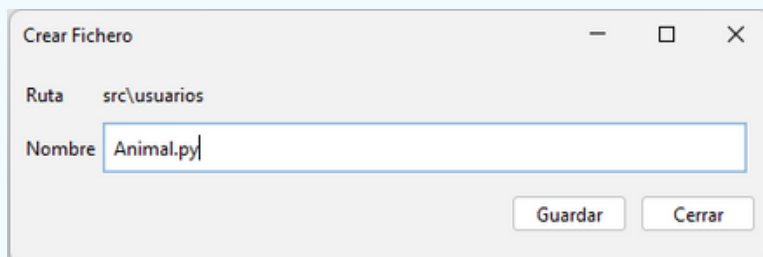 Crear Fichero
Ruta src\usuarios
Nombre Animal.py
Guardar Cerrar